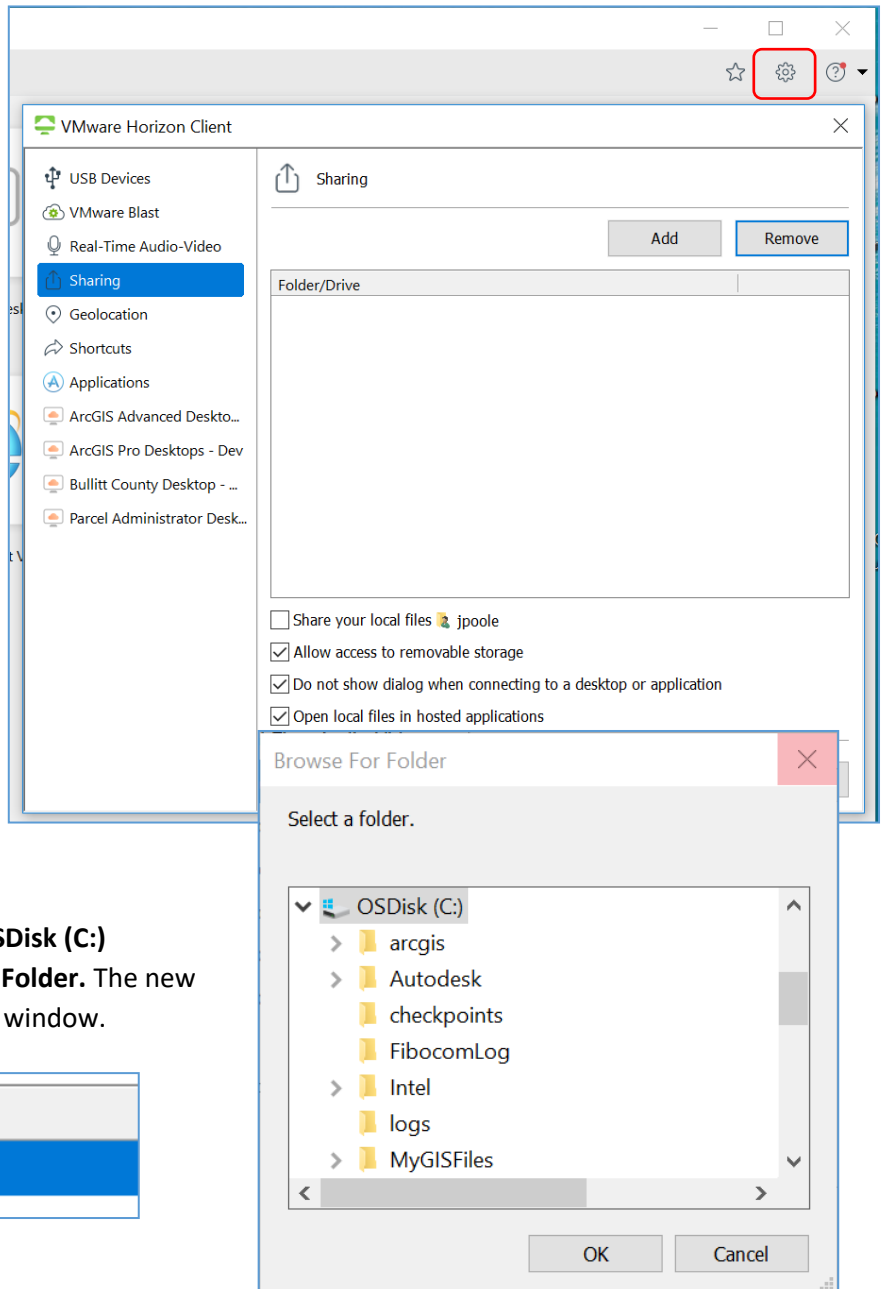 VMware Horizon Client
USB Devices
VMware Blast
Real-Time Audio-Video
Sharing
Geolocation
Shortcuts
Applications
ArcGIS Advanced Deskto...
ArcGIS Pro Desktops - Dev
Bullitt County Desktop - ...
Parcel Administrator Desk...
Sharing
Add
Remove
Folder/Drive
Share your local files jpoole
Allow access to removable storage
Do not show dialog when connecting to a desktop or application
Open local files in hosted applications
Browse For Folder
Select a folder.
OSDisk (C:)
arcgis
Autodesk
checkpoints
FibocomLog
Intel
logs
MyGISFiles
OK
Cancel
SDisk (C:)
Folder. The new
window.